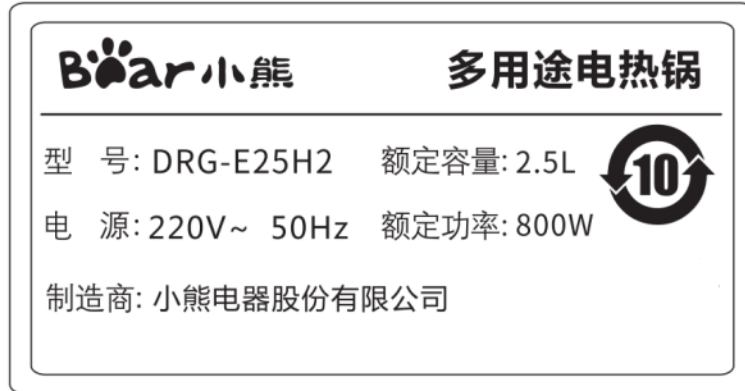 Bear小熊 多用途电热锅
型 号: DRG-E25H2 额定容量: 2.5L
10
电 源: 220V~ 50Hz 额定功率: 800W
制造商: 小熊电器股份有限公司